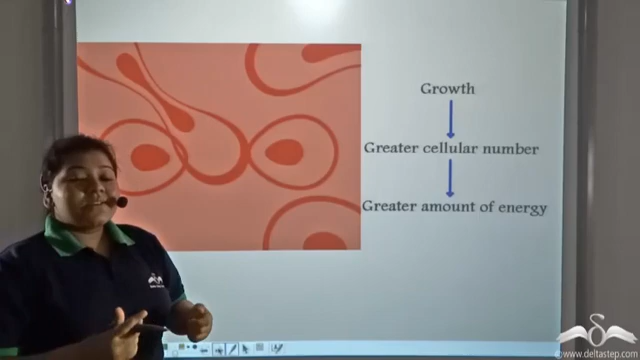 Growth
Greater cellular number
Greater amount of energy
©www.deltastep.com